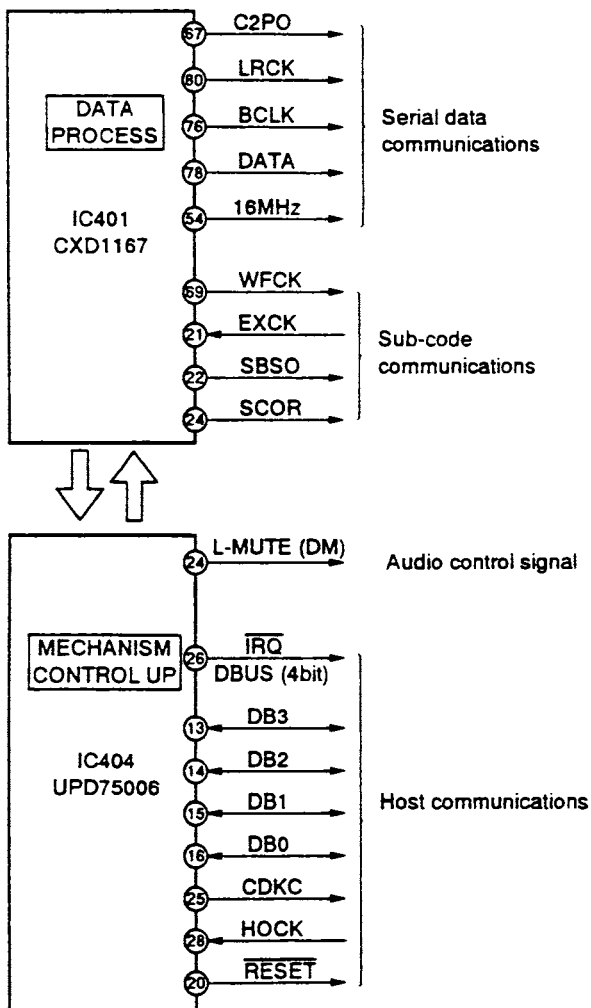 67 C2PO
80 LRCK
DATA
PROCESS
76 BCLK
Serial data
communications
78 DATA
IC401
CXD1167
54 16MHz
69 WFCK
21 EXCK
22 SBSO
Sub-code
communications
24 SCOR
24 L-MUTE (DM)
Audio control signal
MECHANISM
CONTROL UP
26 IRQ
DBUS (4bit)
13 DB3
IC404
UPD75006
14 DB2
15 DB1
Host communications
16 DB0
25 CDKC
28 HOCK
20 RESET